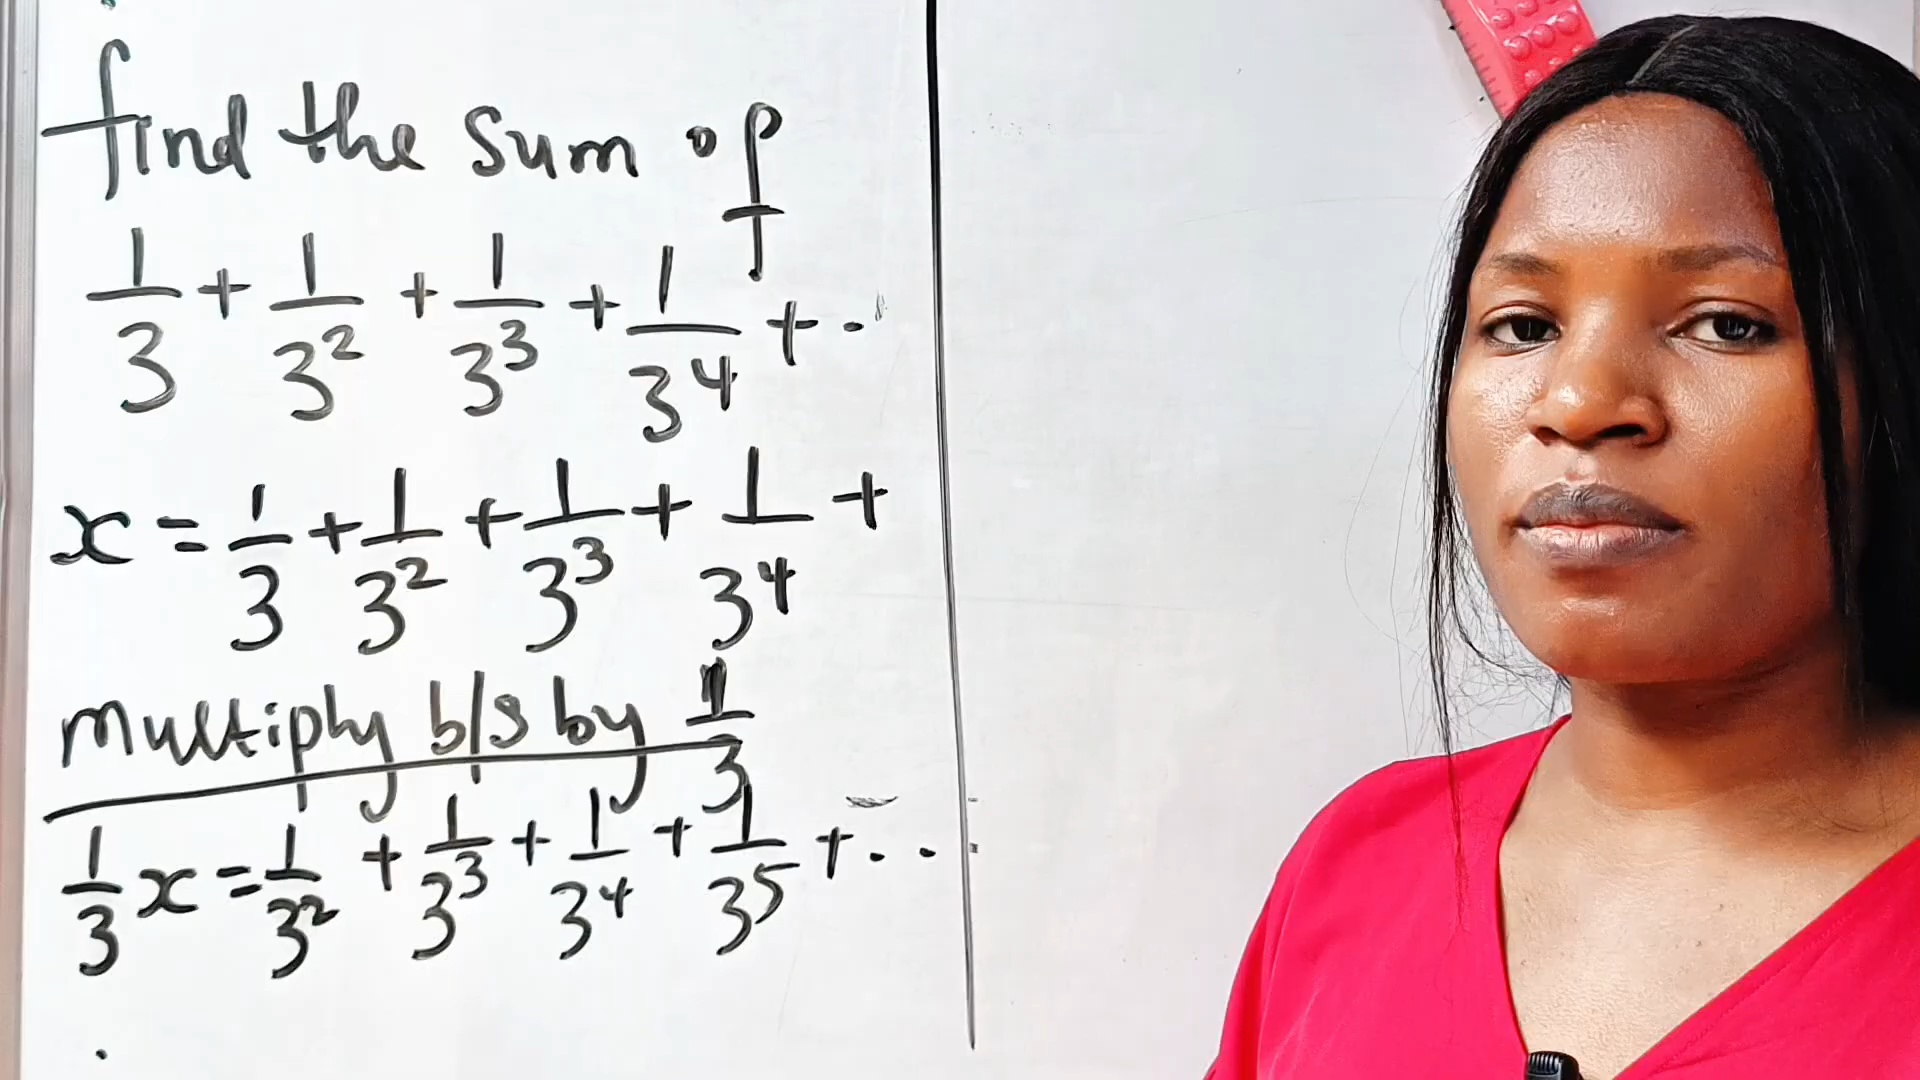 find the sum of
1/3 + 1/3² + 1/3³ + 1/3⁴ + ..
x = 1/3 + 1/3² + 1/3³ + 1/3⁴ +
multiply b/s by 1/3
1/3 x = 1/3² + 1/3³ + 1/3⁴ + 1/3⁵ + ..